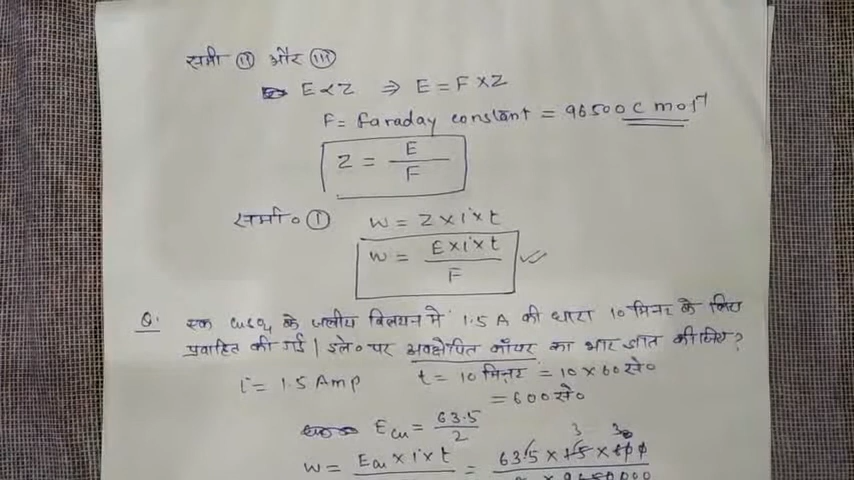 समी (ii) और (iii)
E ∝ Z ⇒ E = F × Z
F = Faraday constant = 96500 C mol⁻¹
Z = E / F
समी० (i) W = Z × i × t
W = E × i × t / F
Q. एक CuSO₄ के जलीय विलयन में 1.5 A की धारा 10 मिनट के लिए
प्रवाहित की गई। इले० पर अवक्षेपित कॉपर का भार ज्ञात कीजिए?
i = 1.5 Amp t = 10 मिनट = 10 × 60 से०
= 600 से०
E_Cu = 63.5 / 2
W = E_Cu × i × t = 63.5 ×